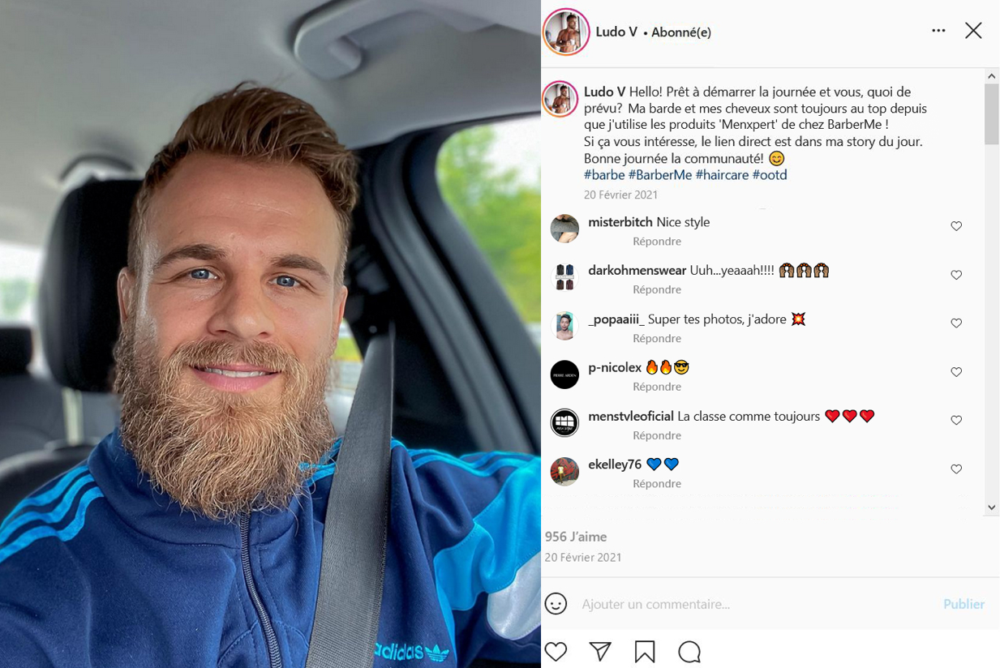 Ludo V • Abonné(e)
Ludo V Hello! Prêt à démarrer la journée et vous, quoi de
prévu? Ma barde et mes cheveux sont toujours au top depuis
que j'utilise les produits 'Menxpert' de chez BarberMe !
Si ça vous intéresse, le lien direct est dans ma story du jour.
Bonne journée la communauté! 😊
#barbe #BarberMe #haircare #ootd
20 Février 2021
misterbitch Nice style
Répondre
darkohmenswear Uuh...yeaaah!!!! 🙆🏾🙆🏾🙆🏾
Répondre
_popaaiii_ Super tes photos, j'adore 💥
Répondre
p-nicolex 🔥🔥😎
Répondre
PIERRE ARDEN
menstvleoficial La classe comme toujours ❤️❤️❤️
Répondre
ekelley76 💙💙
Répondre
956 J'aime
20 Février 2021
Ajouter un commentaire...
Publier
adidas